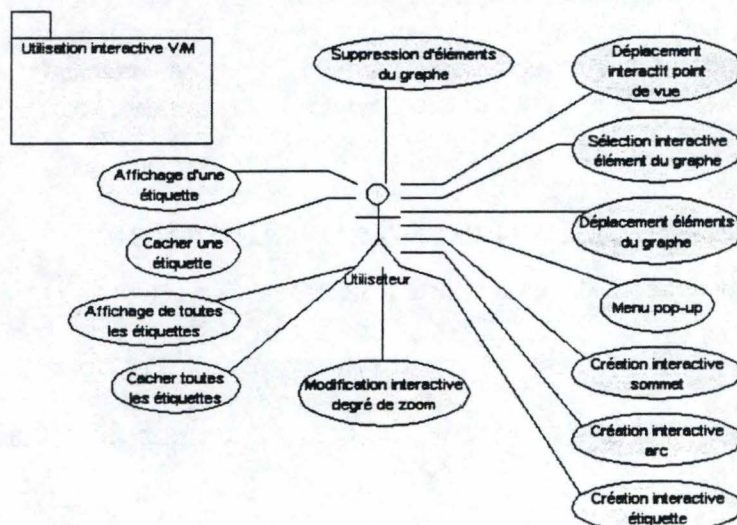 Utilisation interactive VM
Suppression d'éléments
du graphe
Déplacement
interactif point
de vue
Sélection interactive
élément du graphe
Affichage d'une
étiquette
Cacher une
étiquette
Déplacement éléments
du graphe
Utilisateur
Menu pop-up
Affichage de toutes
les étiquettes
Cacher toutes
les étiquettes
Modification interactive
degré de zoom
Création interactive
sommet
Création interactive
arc
Création interactive
étiquette